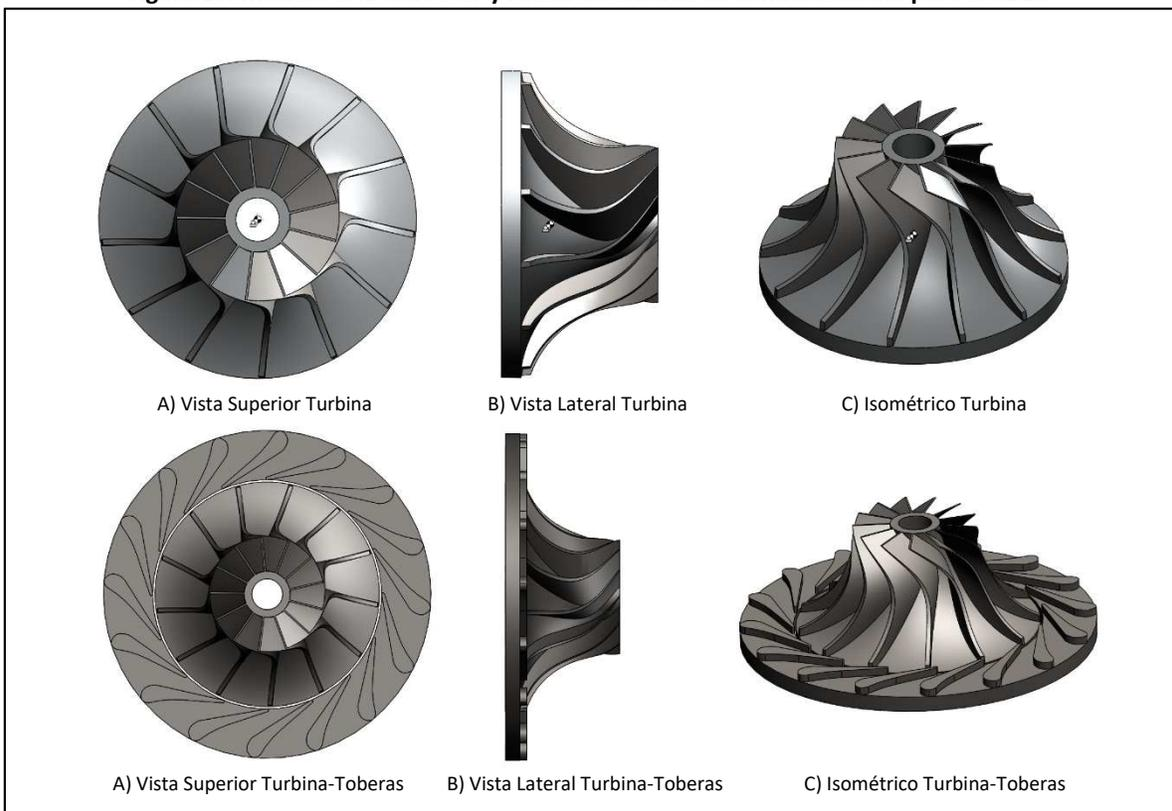 A) Vista Superior Turbina
B) Vista Lateral Turbina
C) Isométrico Turbina
A) Vista Superior Turbina-Toberas
B) Vista Lateral Turbina-Toberas
C) Isométrico Turbina-Toberas